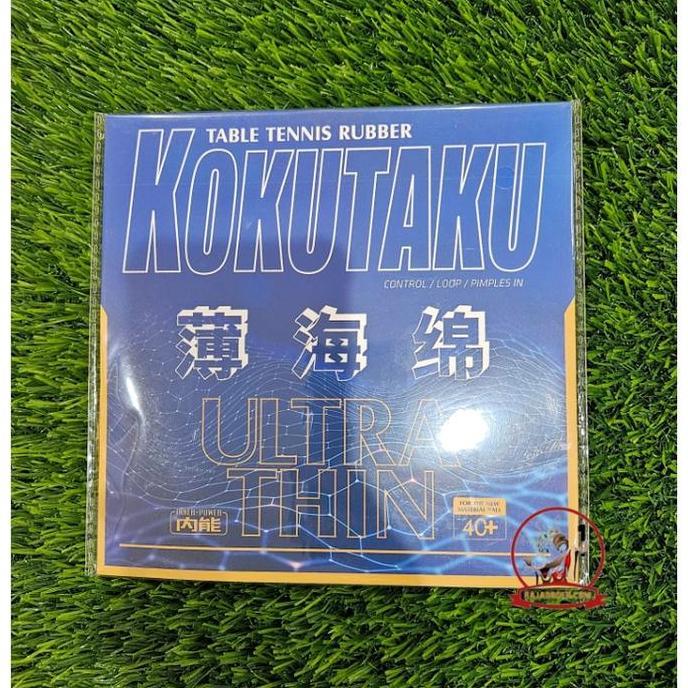 TABLE TENNIS RUBBER
KOKUTAKU
CONTROL / LOOP / PIMPLES IN
薄海绵
ULTRA
THIN
INNER-POWER
内能
FOR THE NEW
MATERIAL BALL
40+